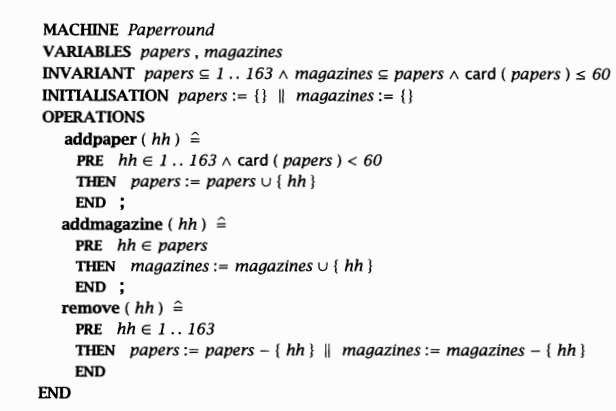 MACHINE Paperround
VARIABLES papers , magazines
INVARIANT papers ⊆ 1 . . 163 ∧ magazines ⊆ papers ∧ card ( papers ) ≤ 60
INITIALISATION papers := {} || magazines := {}
OPERATIONS
addpaper ( hh ) ≙
PRE hh ∈ 1 . . 163 ∧ card ( papers ) < 60
THEN papers := papers ∪ { hh }
END ;
addmagazine ( hh ) ≙
PRE hh ∈ papers
THEN magazines := magazines ∪ { hh }
END ;
remove ( hh ) ≙
PRE hh ∈ 1 . . 163
THEN papers := papers − { hh } || magazines := magazines − { hh }
END
END